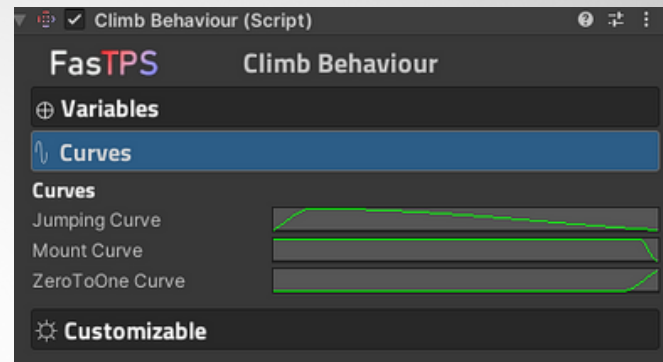 Climb Behaviour (Script)
FasTPS Climb Behaviour
Variables
Curves
Curves
Jumping Curve
Mount Curve
ZeroToOne Curve
Customizable